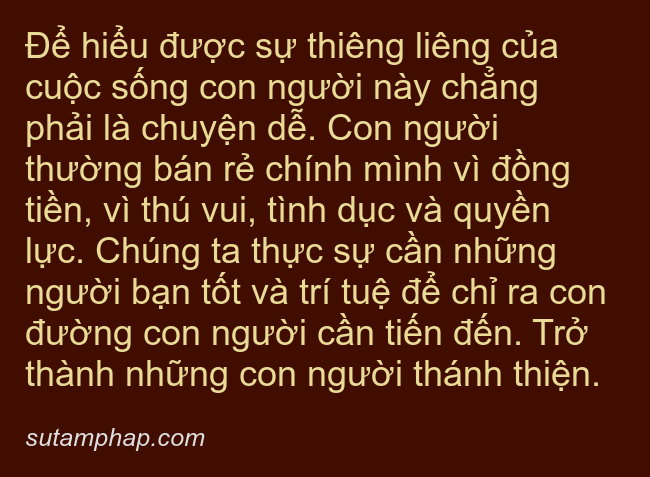 Để hiểu được sự thiêng liêng của
cuộc sống con người này chẳng
phải là chuyện dễ. Con người
thường bán rẻ chính mình vì đồng
tiền, vì thú vui, tình dục và quyền
lực. Chúng ta thực sự cần những
người bạn tốt và trí tuệ để chỉ ra con
đường con người cần tiến đến. Trở
thành những con người thánh thiện.
sutamphap.com